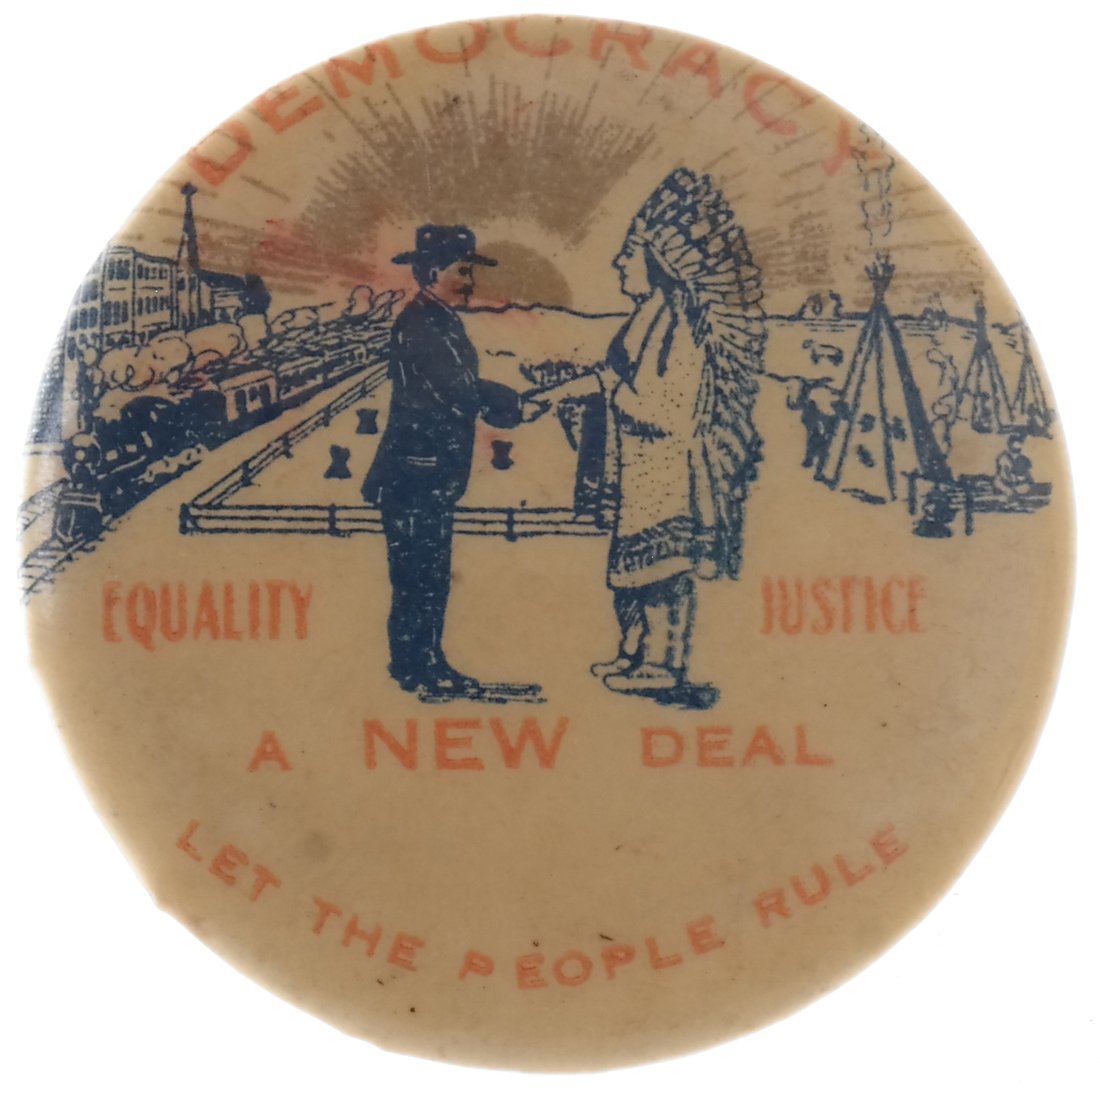 DEMOCRACY
EQUALITY JUSTICE
A NEW DEAL
LET THE PEOPLE RULE